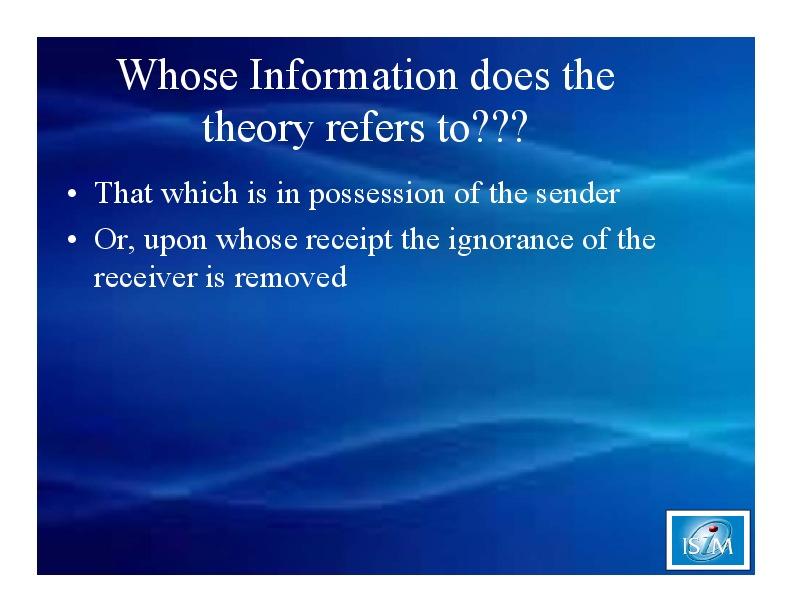 Whose Information does the
theory refers to???
• That which is in possession of the sender
• Or, upon whose receipt the ignorance of the
receiver is removed
ISiM